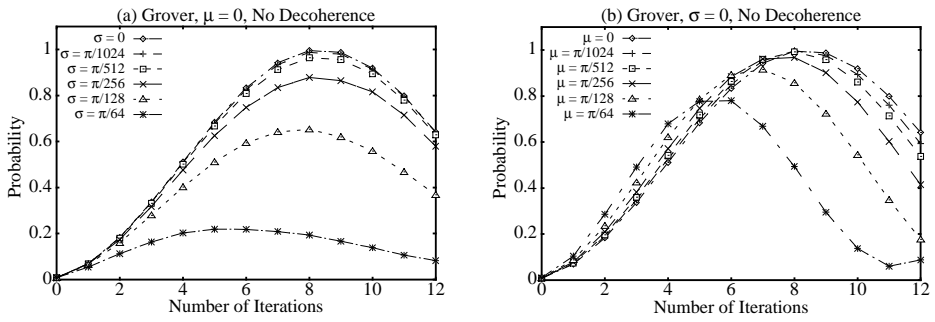 (a) Grover, μ = 0, No Decoherence
σ = 0
σ = π/1024
σ = π/512
σ = π/256
σ = π/128
σ = π/64
1
0.8
0.6
0.4
0.2
0
Probability
0 2 4 6 8 10 12
Number of Iterations
(b) Grover, σ = 0, No Decoherence
μ = 0
μ = π/1024
μ = π/512
μ = π/256
μ = π/128
μ = π/64
1
0.8
0.6
0.4
0.2
0
Probability
0 2 4 6 8 10 12
Number of Iterations